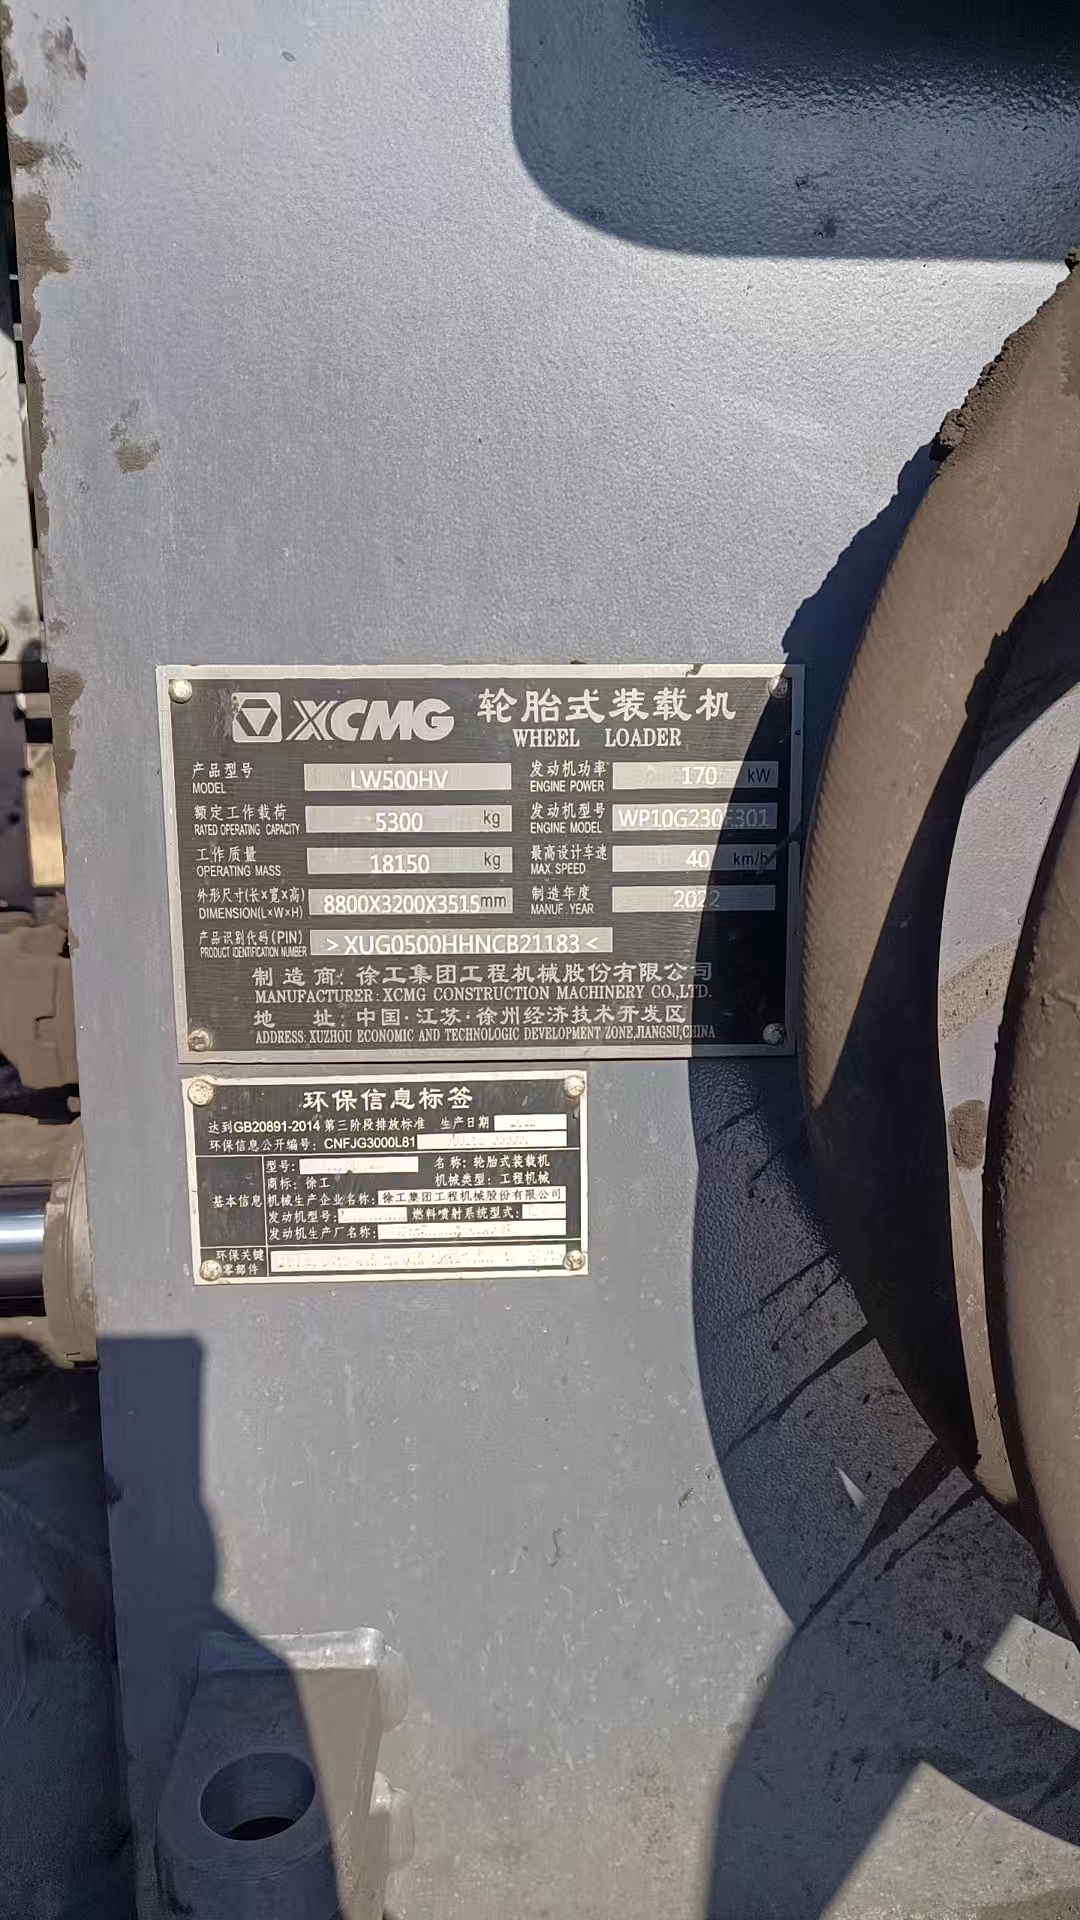 XCMG 轮胎式装载机
WHEEL LOADER
产品型号 LW500HV 发动机功率 170 kW
MODEL ENGINE POWER
额定工作载荷 5300 kg 发动机型号 WP10G230E301
RATED OPERATING CAPACITY ENGINE MODEL
工作质量 18150 kg 最高设计车速 40 km/h
OPERATING MASS MAX SPEED
外形尺寸(长x宽x高) 8800X3200X3515mm 制造年度 2022
DIMENSION(L×W×H) MANUF .YEAR
产品识别代码(PIN) >XUG0500HHNCB21183<
PRODUCT IDENTIFICATION NUMBER
制造商: 徐工集团工程机械股份有限公司
MANUFACTURER: XCMG CONSTRUCTION MACHINERY CO.,LTD.
地 址: 中国·江苏·徐州经济技术开发区
ADDRESS: XUZHOU ECONOMIC AND TECHNOLOGIC DEVELOPMENT ZONE,JIANGSU,CHINA
环保信息标签
达到GB20891-2014 第三阶段排放标准 生产日期
环保信息公开编号: CNFJG3000L81
型号: 名称: 轮胎式装载机
商标: 徐工 机械类型: 工程机械
基本信息 机械生产企业名称: 徐工集团工程机械股份有限公司
发动机型号: 燃料喷射系统型式:
发动机生产厂名称:
环保关键
零部件